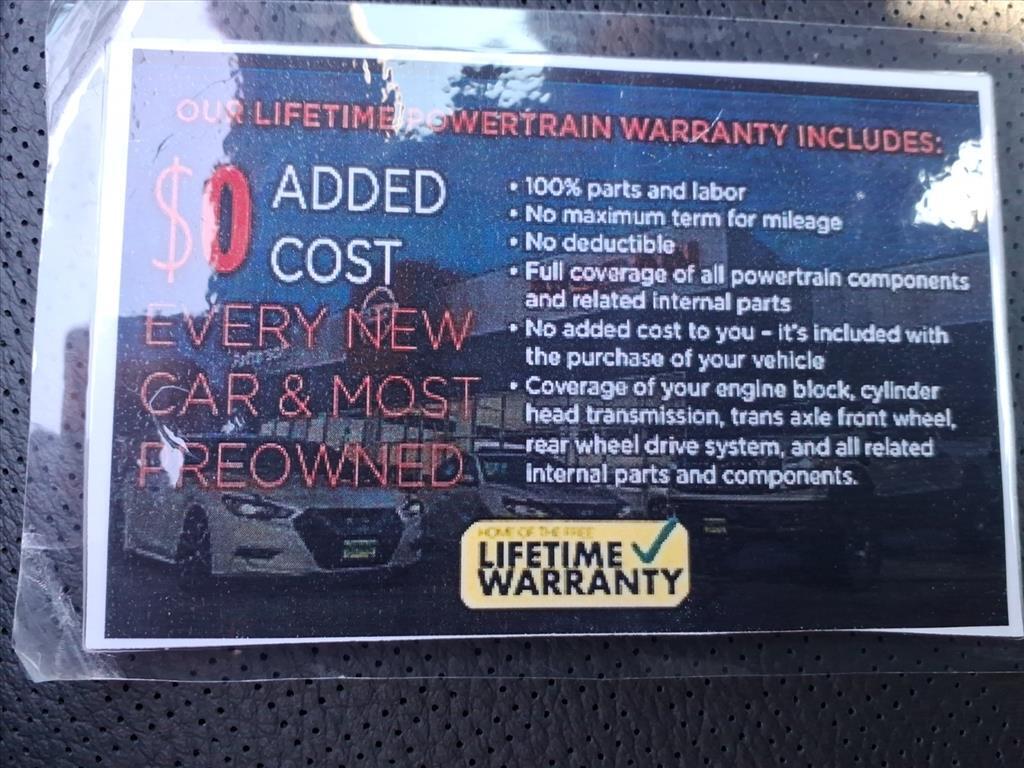 OUR LIFETIME POWERTRAIN WARRANTY INCLUDES:
$0 ADDED
COST
EVERY NEW
CAR & MOST
PREOWNED
• 100% parts and labor
• No maximum term for mileage
• No deductible
• Full coverage of all powertrain components
and related internal parts
• No added cost to you – it's included with
the purchase of your vehicle
• Coverage of your engine block, cylinder
head transmission, trans axle front wheel,
rear wheel drive system, and all related
internal parts and components.
HOME OF THE FREE
LIFETIME
WARRANTY